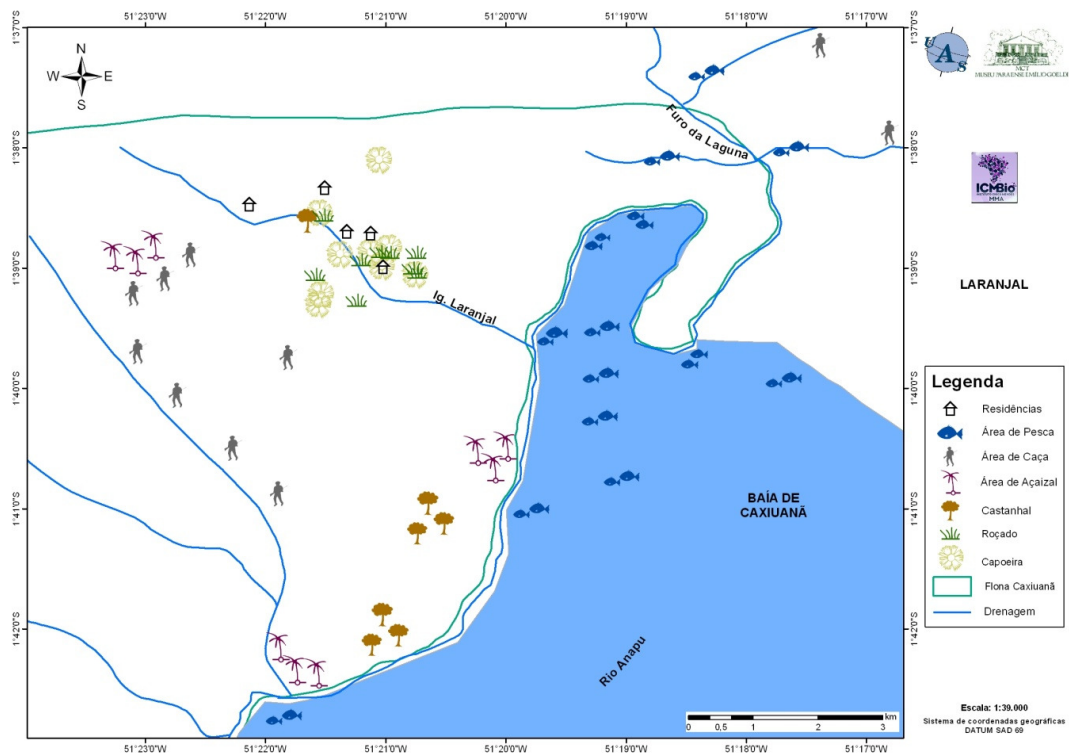 51°23'0"W 51°22'0"W 51°21'0"W 51°20'0"W 51°19'0"W 51°18'0"W 51°17'0"W
1°37'0"S 1°37'0"S
N
W E
S
UAS
MCT
MUSEU PARAENSE EMÍLIO GOELDI
Furo da Laguna
1°38'0"S 1°38'0"S
ICMBio
MMA
1°39'0"S 1°39'0"S
LARANJAL
Ig. Laranjal
1°40'0"S 1°40'0"S
Legenda
Residências
Área de Pesca
Área de Caça
Área de Açaizal
Castanhal
Roçado
Capoeira
Flona Caxiuanã
Drenagem
1°41'0"S 1°41'0"S
BAÍA DE
CAXIUANÃ
1°42'0"S 1°42'0"S
Rio Anapu
km
0 0,5 1 2 3
Escala: 1:39.000
Sistema de coordenadas geográficas
DATUM SAD 69
51°23'0"W 51°22'0"W 51°21'0"W 51°20'0"W 51°19'0"W 51°18'0"W 51°17'0"W